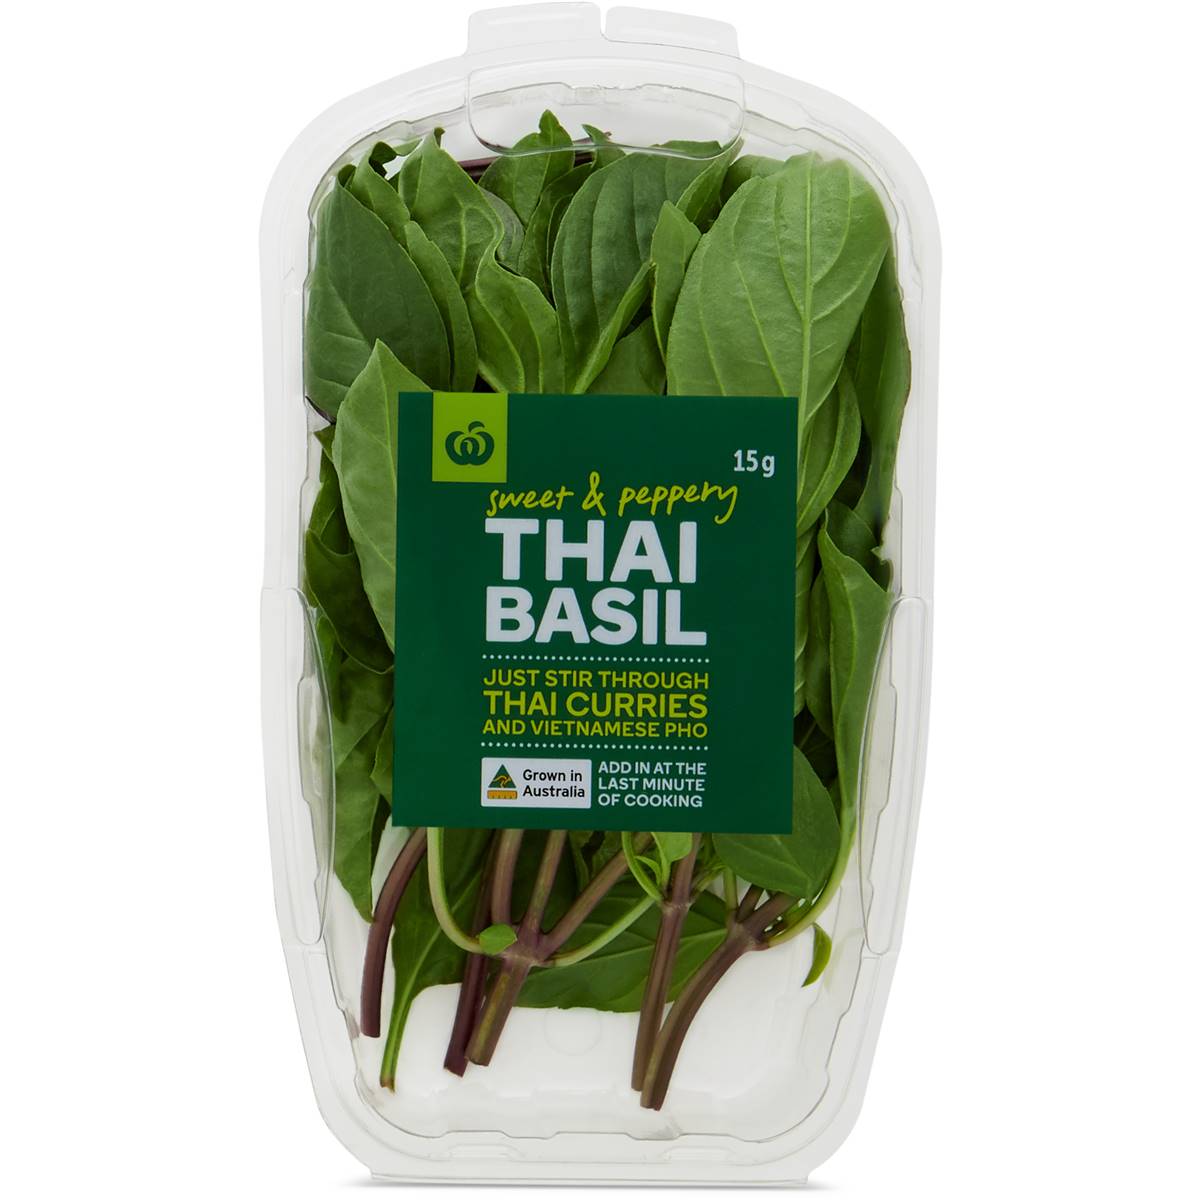 15g
sweet & peppery
THAI
BASIL
JUST STIR THROUGH
THAI CURRIES
AND VIETNAMESE PHO
Grown in
Australia
ADD IN AT THE
LAST MINUTE
OF COOKING